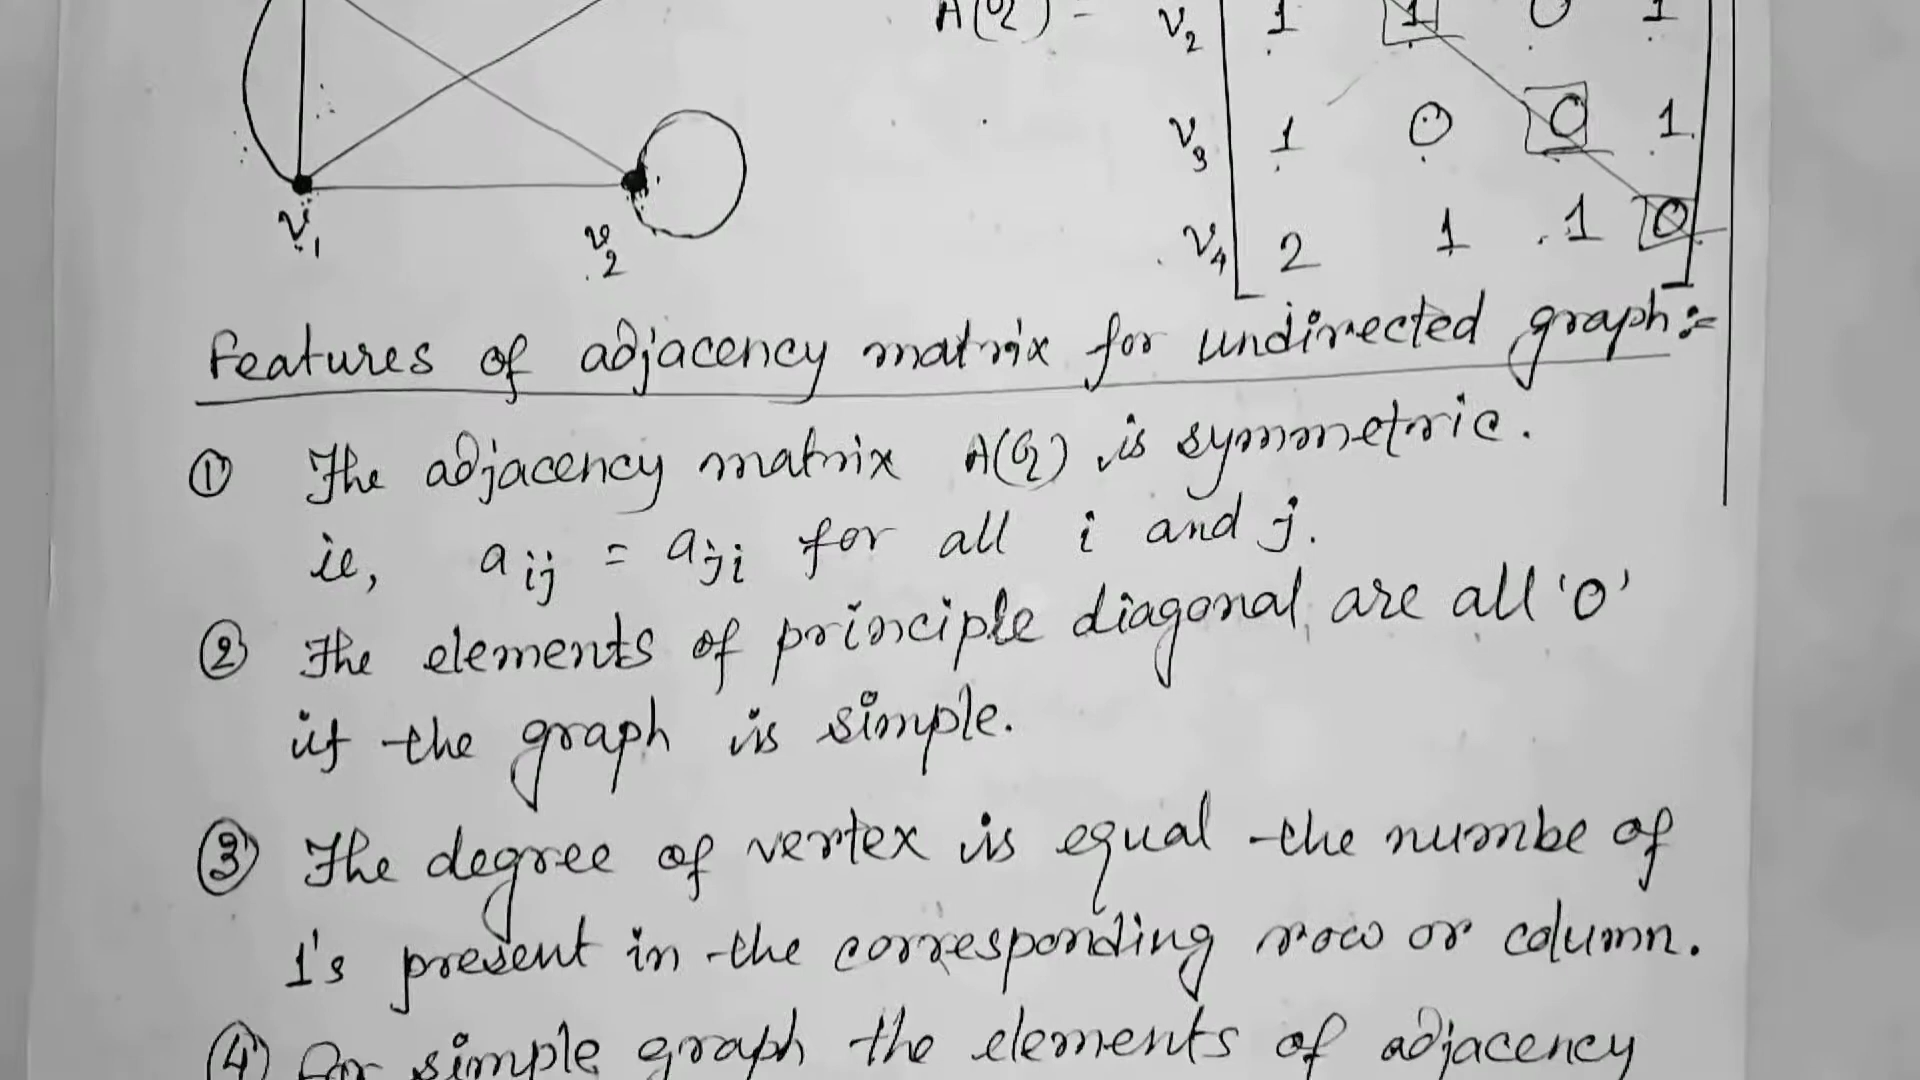 A(G) = v2 1 1 0 1
v3 1 0 0 1
v4 2 1 1 0
v1
v2
Features of adjacency matrix for undirected graph:-
① The adjacency matrix A(G) is symmetric.
ie, aij = aji for all i and j.
② The elements of principle diagonal, are all '0'
if the graph is simple.
③ The degree of vertex is equal the numbe of
1's present in the corresponding row or column.
④ For simple graph the elements of adjacency